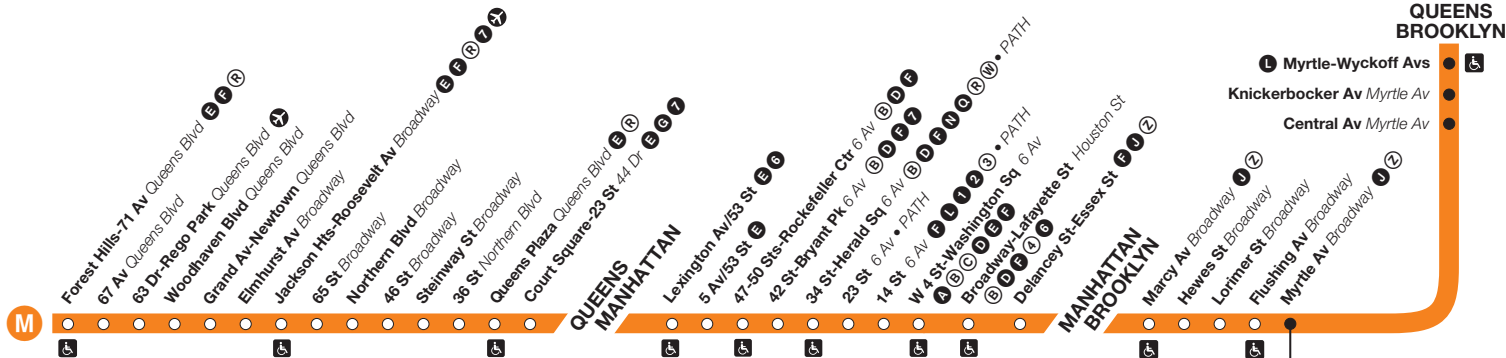 QUEENS
BROOKLYN
L Myrtle-Wyckoff Avs
Knickerbocker Av Myrtle Av
Central Av Myrtle Av
M
Forest Hills-71 Av Queens Blvd E F R
67 Av Queens Blvd
63 Dr-Rego Park Queens Blvd
Woodhaven Blvd Queens Blvd
Grand Av-Newtown Queens Blvd
Elmhurst Av Broadway
Jackson Hts-Roosevelt Av Broadway E F R 7
65 St Broadway
Northern Blvd Broadway
46 St Broadway
Steinway St Broadway
36 St Northern Blvd
Queens Plaza Queens Blvd E R
Court Square-23 St 44 Dr E G 7
QUEENS
MANHATTAN
Lexington Av/53 St E 6
5 Av/53 St E
47-50 Sts-Rockefeller Ctr 6 Av B D F
42 St-Bryant Pk 6 Av B D F 7
34 St-Herald Sq 6 Av B D F N Q R W • PATH
23 St 6 Av • PATH
14 St 6 Av F L 1 2 3 • PATH
W 4 St-Washington Sq 6 Av
A B C D E F
Broadway-Lafayette St Houston St
B D F 4 6
Delancey St-Essex St F J Z
MANHATTAN
BROOKLYN
Marcy Av Broadway J Z
Hewes St Broadway
Lorimer St Broadway
Flushing Av Broadway
Myrtle Av Broadway J Z